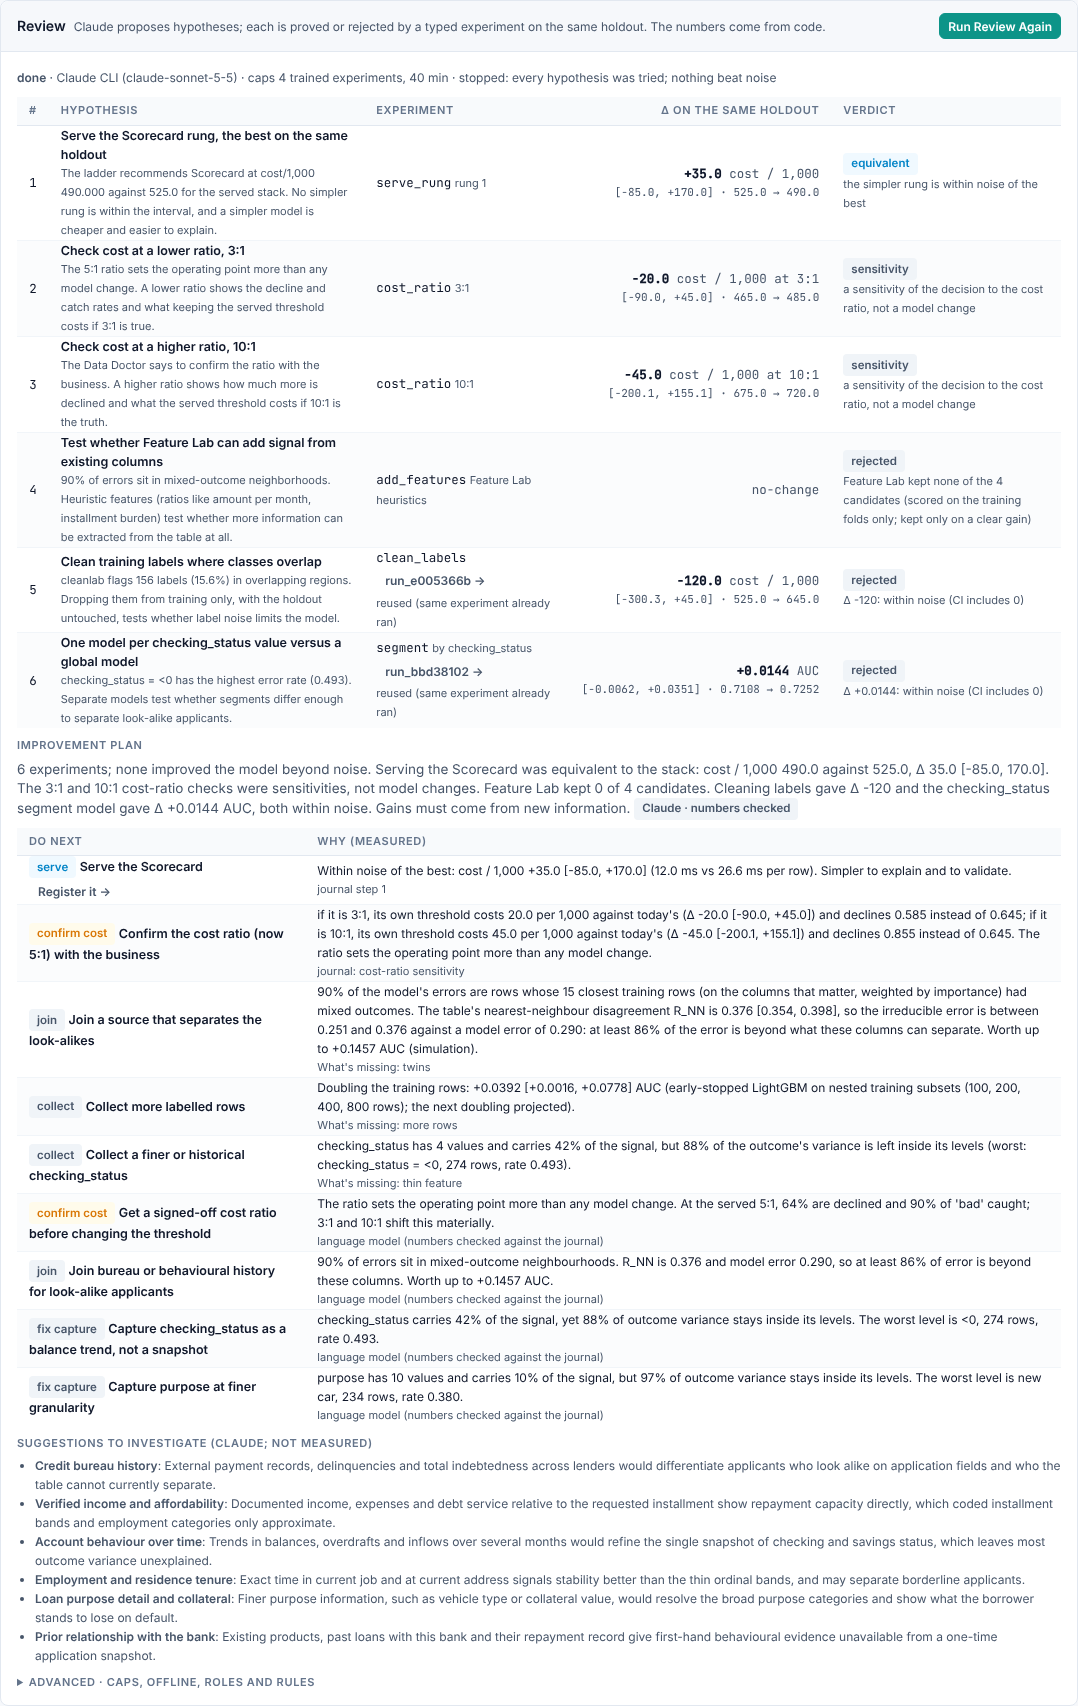 Review Claude proposes hypotheses; each is proved or rejected by a typed experiment on the same holdout. The numbers come from code.
Run Review Again
done · Claude CLI (claude-sonnet-5-5) · caps 4 trained experiments, 40 min · stopped: every hypothesis was tried; nothing beat noise
# HYPOTHESIS EXPERIMENT Δ ON THE SAME HOLDOUT VERDICT
1
Serve the Scorecard rung, the best on the same
holdout
The ladder recommends Scorecard at cost/1,000
490.000 against 525.0 for the served stack. No simpler
rung is within the interval, and a simpler model is
cheaper and easier to explain.
serve_rung rung 1
+35.0 cost / 1,000
[-85.0, +170.0] · 525.0 → 490.0
equivalent
the simpler rung is within noise of the
best
2
Check cost at a lower ratio, 3:1
The 5:1 ratio sets the operating point more than any
model change. A lower ratio shows the decline and
catch rates and what keeping the served threshold
costs if 3:1 is true.
cost_ratio 3:1
-20.0 cost / 1,000 at 3:1
[-90.0, +45.0] · 465.0 → 485.0
sensitivity
a sensitivity of the decision to the cost
ratio, not a model change
3
Check cost at a higher ratio, 10:1
The Data Doctor says to confirm the ratio with the
business. A higher ratio shows how much more is
declined and what the served threshold costs if 10:1 is
the truth.
cost_ratio 10:1
-45.0 cost / 1,000 at 10:1
[-200.1, +155.1] · 675.0 → 720.0
sensitivity
a sensitivity of the decision to the cost
ratio, not a model change
4
Test whether Feature Lab can add signal from
existing columns
90% of errors sit in mixed-outcome neighborhoods.
Heuristic features (ratios like amount per month,
installment burden) test whether more information can
be extracted from the table at all.
add_features Feature Lab
heuristics
no-change
rejected
Feature Lab kept none of the 4
candidates (scored on the training
folds only; kept only on a clear gain)
5
Clean training labels where classes overlap
cleanlab flags 156 labels (15.6%) in overlapping regions.
Dropping them from training only, with the holdout
untouched, tests whether label noise limits the model.
clean_labels
run_e005366b →
reused (same experiment already
ran)
-120.0 cost / 1,000
[-300.3, +45.0] · 525.0 → 645.0
rejected
Δ -120: within noise (CI includes 0)
6
One model per checking_status value versus a
global model
checking_status = <0 has the highest error rate (0.493).
Separate models test whether segments differ enough
to separate look-alike applicants.
segment by checking_status
run_bbd38102 →
reused (same experiment already
ran)
+0.0144 AUC
[-0.0062, +0.0351] · 0.7108 → 0.7252
rejected
Δ +0.0144: within noise (CI includes 0)
IMPROVEMENT PLAN
6 experiments; none improved the model beyond noise. Serving the Scorecard was equivalent to the stack: cost / 1,000 490.0 against 525.0, Δ 35.0 [-85.0, 170.0].
The 3:1 and 10:1 cost-ratio checks were sensitivities, not model changes. Feature Lab kept 0 of 4 candidates. Cleaning labels gave Δ -120 and the checking_status
segment model gave Δ +0.0144 AUC, both within noise. Gains must come from new information. Claude · numbers checked
DO NEXT WHY (MEASURED)
serve Serve the Scorecard
Register it →
Within noise of the best: cost / 1,000 +35.0 [-85.0, +170.0] (12.0 ms vs 26.6 ms per row). Simpler to explain and to validate.
journal step 1
confirm cost Confirm the cost ratio (now
5:1) with the business
if it is 3:1, its own threshold costs 20.0 per 1,000 against today's (Δ -20.0 [-90.0, +45.0]) and declines 0.585 instead of 0.645; if it
is 10:1, its own threshold costs 45.0 per 1,000 against today's (Δ -45.0 [-200.1, +155.1]) and declines 0.855 instead of 0.645. The
ratio sets the operating point more than any model change.
journal: cost-ratio sensitivity
join Join a source that separates the
look-alikes
90% of the model's errors are rows whose 15 closest training rows (on the columns that matter, weighted by importance) had
mixed outcomes. The table's nearest-neighbour disagreement R_NN is 0.376 [0.354, 0.398], so the irreducible error is between
0.251 and 0.376 against a model error of 0.290: at least 86% of the error is beyond what these columns can separate. Worth up
to +0.1457 AUC (simulation).
What's missing: twins
collect Collect more labelled rows
Doubling the training rows: +0.0392 [+0.0016, +0.0778] AUC (early-stopped LightGBM on nested training subsets (100, 200,
400, 800 rows); the next doubling projected).
What's missing: more rows
collect Collect a finer or historical
checking_status
checking_status has 4 values and carries 42% of the signal, but 88% of the outcome's variance is left inside its levels (worst:
checking_status = <0, 274 rows, rate 0.493).
What's missing: thin feature
confirm cost Get a signed-off cost ratio
before changing the threshold
The ratio sets the operating point more than any model change. At the served 5:1, 64% are declined and 90% of 'bad' caught;
3:1 and 10:1 shift this materially.
language model (numbers checked against the journal)
join Join bureau or behavioural history
for look-alike applicants
90% of errors sit in mixed-outcome neighbourhoods. R_NN is 0.376 and model error 0.290, so at least 86% of error is beyond
these columns. Worth up to +0.1457 AUC.
language model (numbers checked against the journal)
fix capture Capture checking_status as a
balance trend, not a snapshot
checking_status carries 42% of the signal, yet 88% of outcome variance stays inside its levels. The worst level is <0, 274 rows,
rate 0.493.
language model (numbers checked against the journal)
fix capture Capture purpose at finer
granularity
purpose has 10 values and carries 10% of the signal, but 97% of outcome variance stays inside its levels. The worst level is new
car, 234 rows, rate 0.380.
language model (numbers checked against the journal)
SUGGESTIONS TO INVESTIGATE (CLAUDE; NOT MEASURED)
• Credit bureau history: External payment records, delinquencies and total indebtedness across lenders would differentiate applicants who look alike on application fields and who the
table cannot currently separate.
• Verified income and affordability: Documented income, expenses and debt service relative to the requested installment show repayment capacity directly, which coded installment
bands and employment categories only approximate.
• Account behaviour over time: Trends in balances, overdrafts and inflows over several months would refine the single snapshot of checking and savings status, which leaves most
outcome variance unexplained.
• Employment and residence tenure: Exact time in current job and at current address signals stability better than the thin ordinal bands, and may separate borderline applicants.
• Loan purpose detail and collateral: Finer purpose information, such as vehicle type or collateral value, would resolve the broad purpose categories and show what the borrower
stands to lose on default.
• Prior relationship with the bank: Existing products, past loans with this bank and their repayment record give first-hand behavioural evidence unavailable from a one-time
application snapshot.
▶ ADVANCED · CAPS, OFFLINE, ROLES AND RULES